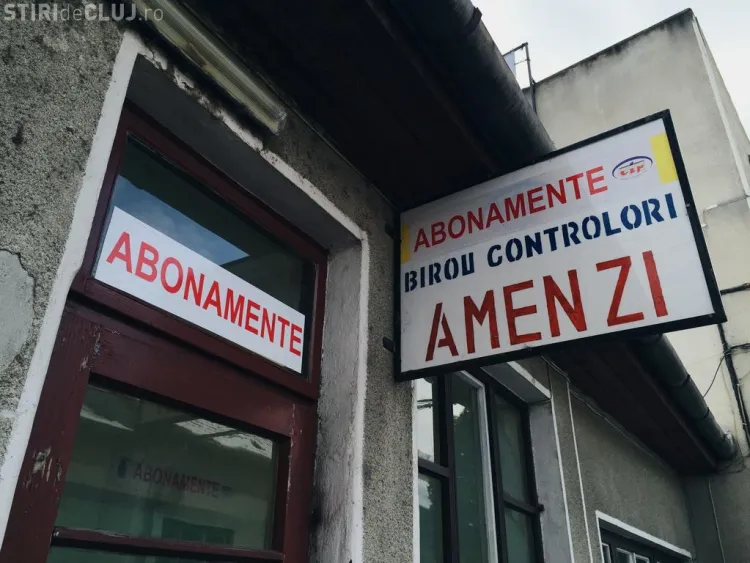 STIRIdeCLUJ.ro
ABONAMENTE
ABONAMENTE
BIROU CONTROLORI
AMENZI
ABONAMENTE